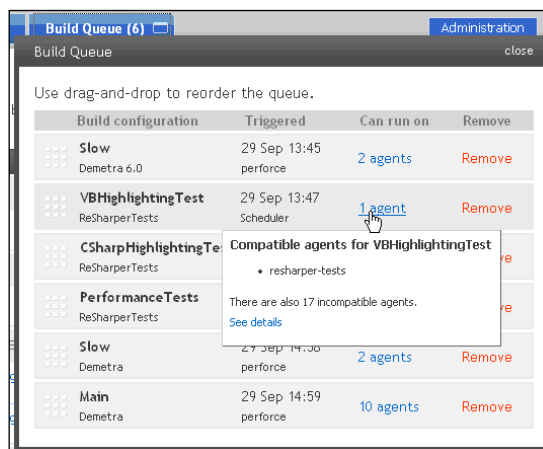 Build Queue (6)
Administration
Build Queue
close
Use drag-and-drop to reorder the queue.
Build configuration Triggered Can run on Remove
Slow 29 Sep 13:45 2 agents Remove
Demetra 6.0 perforce
VBHighlightingTest 29 Sep 13:47 1 agent Remove
ReSharperTests Scheduler
CSharpHighlightingTe
ReSharperTests
Compatible agents for VBHighlightingTest
• resharper-tests
There are also 17 incompatible agents.
See details
PerformanceTests
ReSharperTests
Slow 2 agents Remove
Demetra perforce
Main 29 Sep 14:59 10 agents Remove
Demetra perforce